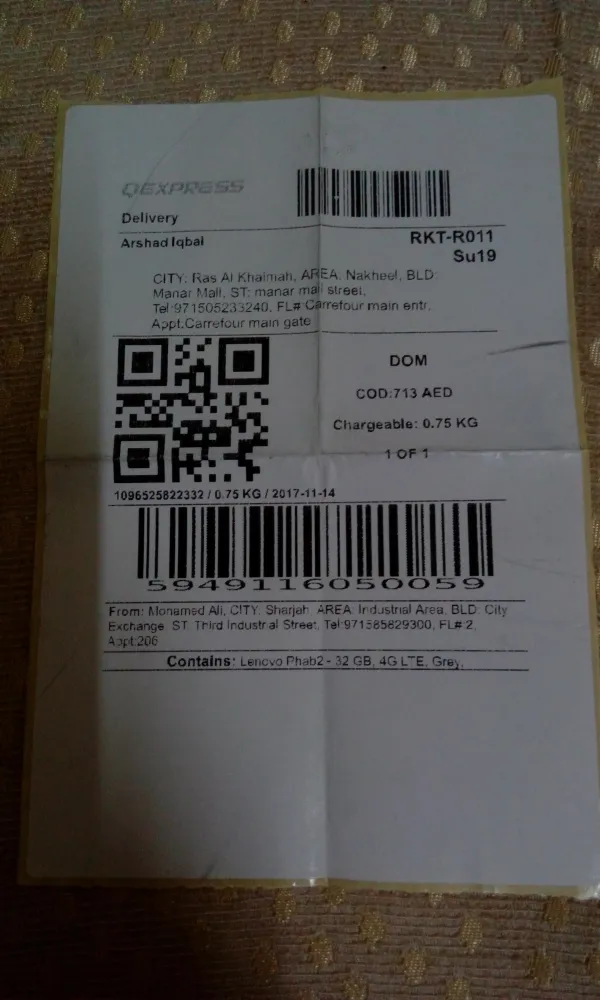 QEXPRESS
Delivery
Arshad Iqbal
RKT-R011
Su19
CITY: Ras Al Khaimah, AREA: Nakheel, BLD:
Manar Mall, ST: manar mall street,
Tel:971505233240, FL# Carrefour main entr,
Appt:Carrefour main gate
DOM
COD:713 AED
Chargeable: 0.75 KG
1 OF 1
1096525822332 / 0.75 KG / 2017-11-14
5949116050059
From: Mohamed Ali, CITY: Sharjah, AREA: Industrial Area, BLD: City
Exchange, ST: Third Industrial Street, Tel:971585829300, FL#:2,
Appt:206
Contains: Lenovo Phab2 - 32 GB, 4G LTE, Grey,